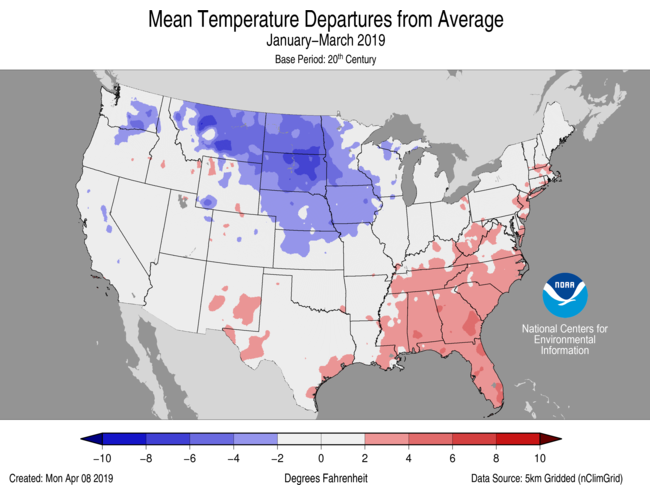 Mean Temperature Departures from Average
January–March 2019
Base Period: 20th Century
NOAA
National Centers for
Environmental
Information
−10 −8 −6 −4 −2 0 2 4 6 8 10
Created: Mon Apr 08 2019 Degrees Fahrenheit Data Source: 5km Gridded (nClimGrid)